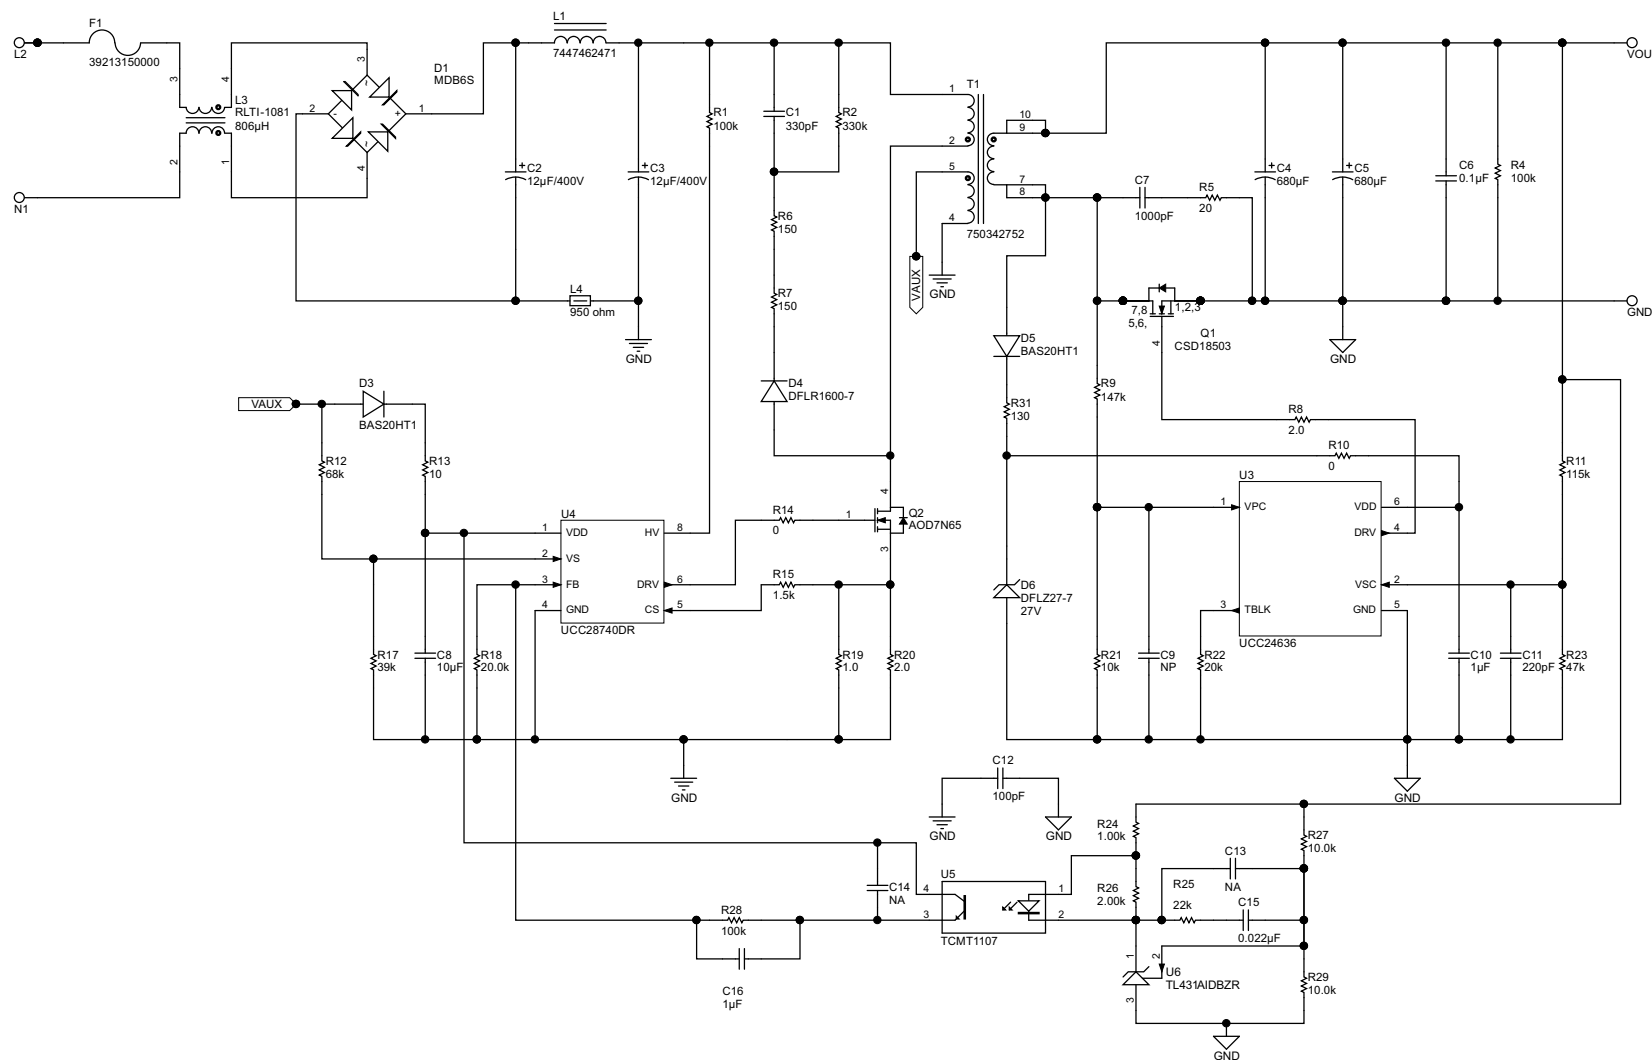 F1
39213150000
L2
N1
3
4
2
1
L3
RLTI-1081
806µH
3
2
1
4
~
~
-
+
D1
MDB6S
L1
7447462471
+
C2
12µF/400V
+
C3
12µF/400V
L4
950 ohm
GND
R1
100k
C1
330pF
R2
330k
R6
150
R7
150
D4
DFLR1600-7
T1
1
2
5
4
10
9
7
8
750342752
VAUX
GND
C7
1000pF
R5
20
+
C4
680µF
+
C5
680µF
C6
0.1µF
R4
100k
VOU
GND
7,8
5,6,
1,2,3
4
Q1
CSD18503
GND
D5
BAS20HT1
R31
130
R9
147k
R8
2.0
R10
0
R11
115k
VAUX
D3
BAS20HT1
R12
68k
R13
10
U4
1
VDD
2
VS
3
FB
4
GND
HV
8
DRV
6
CS
5
UCC28740DR
R14
0
1
4
3
Q2
AOD7N65
R15
1.5k
R17
39k
C8
10µF
R18
20.0k
R19
1.0
R20
2.0
GND
D6
DFLZ27-7
27V
U3
1
VPC
VDD
6
DRV
4
VSC
2
3
TBLK
GND
5
UCC24636
R21
10k
C9
NP
R22
20k
C10
1µF
C11
220pF
R23
47k
GND
C12
100pF
GND
GND
R24
1.00k
R26
2.00k
R27
10.0k
C13
NA
R25
22k
C15
0.022µF
C14
NA
U5
4
3
1
2
TCMT1107
R28
100k
C16
1µF
1
2
3
U6
TL431AIDBZR
R29
10.0k
GND